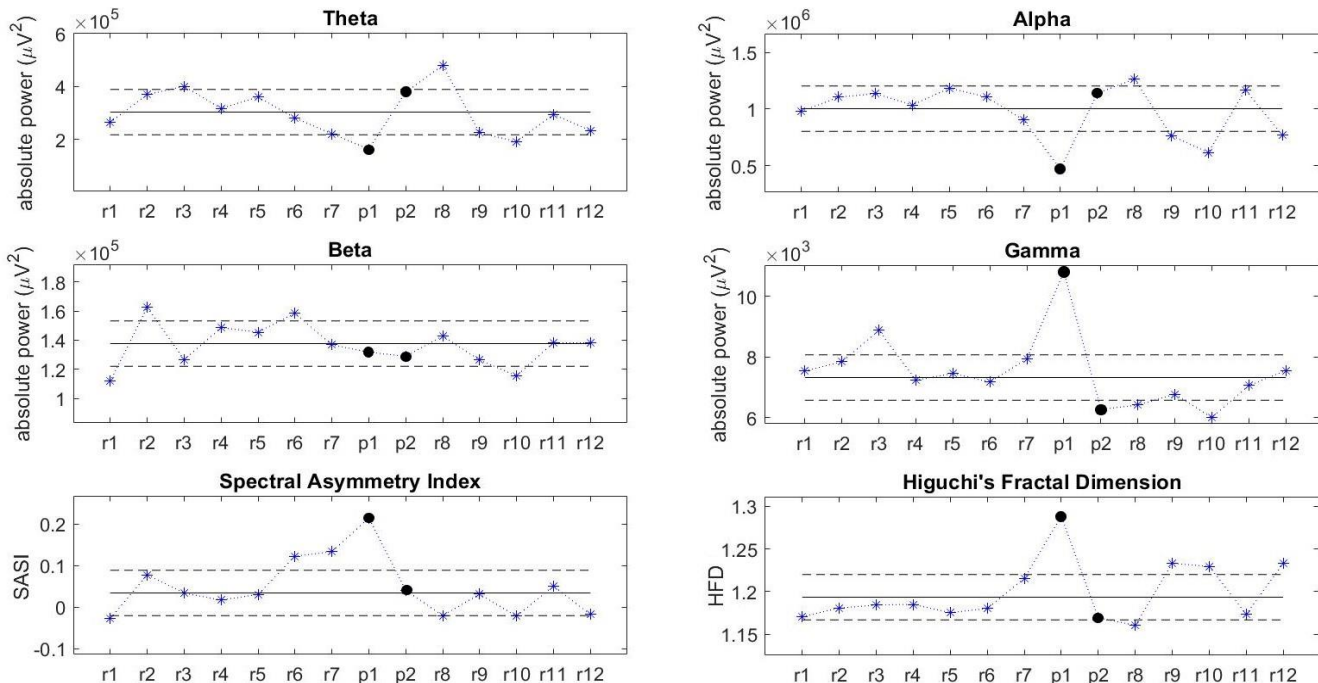 Theta
×10^5
absolute power (μV^2)
6
4
2
r1 r2 r3 r4 r5 r6 r7 p1 p2 r8 r9 r10 r11 r12
Alpha
×10^6
absolute power (μV^2)
1.5
1
0.5
r1 r2 r3 r4 r5 r6 r7 p1 p2 r8 r9 r10 r11 r12
Beta
×10^5
absolute power (μV^2)
1.8
1.6
1.4
1.2
1
r1 r2 r3 r4 r5 r6 r7 p1 p2 r8 r9 r10 r11 r12
Gamma
×10^3
absolute power (μV^2)
10
8
6
r1 r2 r3 r4 r5 r6 r7 p1 p2 r8 r9 r10 r11 r12
Spectral Asymmetry Index
SASI
0.2
0.1
0
-0.1
r1 r2 r3 r4 r5 r6 r7 p1 p2 r8 r9 r10 r11 r12
Higuchi's Fractal Dimension
HFD
1.3
1.25
1.2
1.15
r1 r2 r3 r4 r5 r6 r7 p1 p2 r8 r9 r10 r11 r12